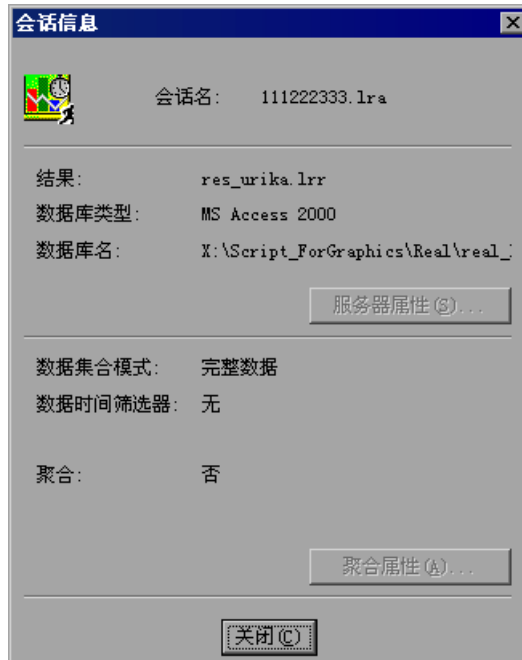 会话信息
会话名: 111222333.lra
结果: res_urika.lrr
数据库类型: MS Access 2000
数据库名: X:\Script_ForGraphics\Real\real_
服务器属性(S)...
数据集合模式: 完整数据
数据时间筛选器: 无
聚合: 否
聚合属性(A)...
关闭(C)